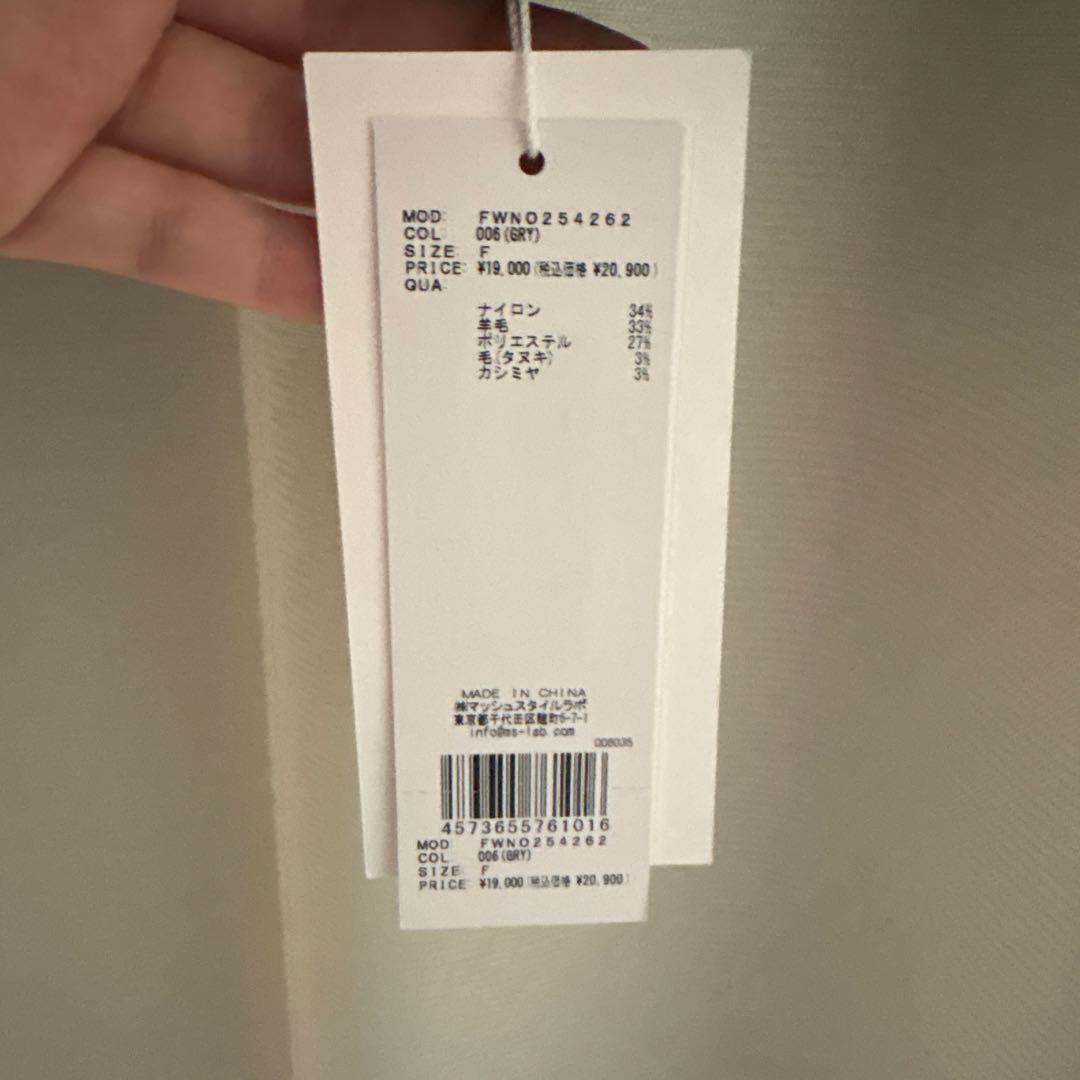 MOD: FWNO254262
COL: 006(GRY)
SIZE: F
PRICE: ¥19,000(税込価格 ¥20,900)
QUA:
ナイロン 34%
羊毛 33%
ポリエステル 27%
毛(タヌキ) 3%
カシミヤ 3%
MADE IN CHINA
㈱マッシュスタイルラボ
東京都千代田区麹町5-7-1
info@ms-lab.com
008035
4573655761016
MOD: FWNO254262
COL: 006(GRY)
SIZE: F
PRICE: ¥19,000(税込価格 ¥20,900)